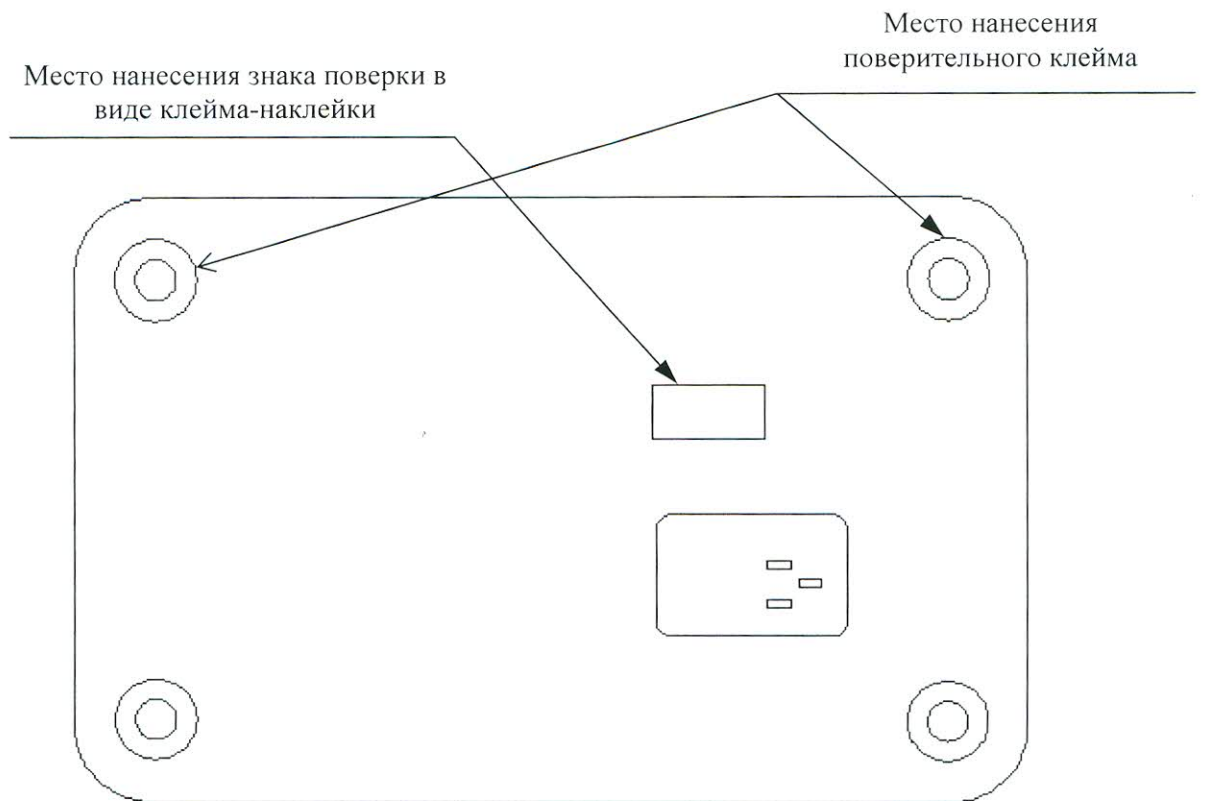 Место нанесения
поверительного клейма
Место нанесения знака поверки в
виде клейма-наклейки